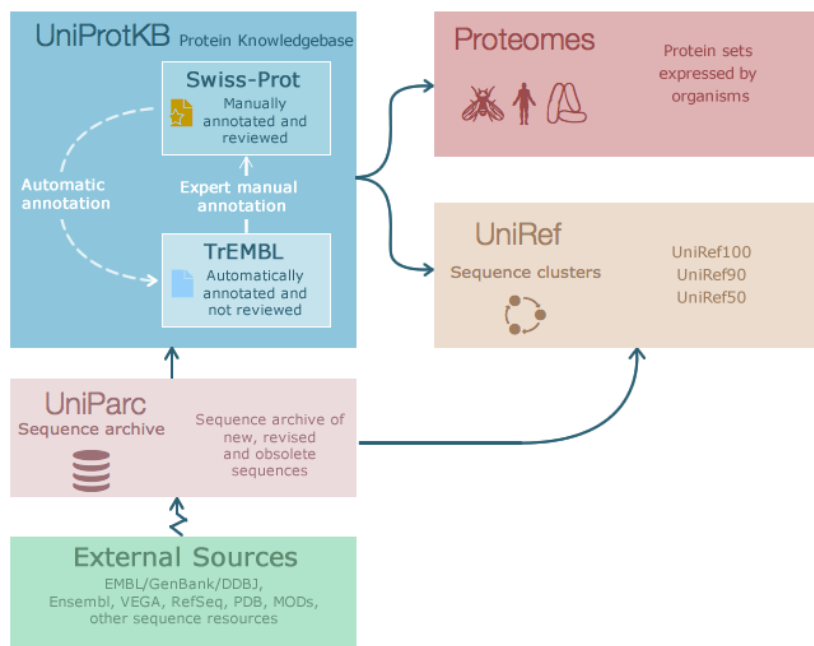 UniProtKB Protein Knowledgebase
Swiss-Prot
Manually
annotated and
reviewed
Automatic
annotation
Expert manual
annotation
TrEMBL
Automatically
annotated and
not reviewed
Proteomes
Protein sets
expressed by
organisms
UniRef
Sequence clusters
UniRef100
UniRef90
UniRef50
UniParc
Sequence archive
Sequence archive of
new, revised
and obsolete
sequences
External Sources
EMBL/GenBank/DDBJ,
Ensembl, VEGA, RefSeq, PDB, MODs,
other sequence resources